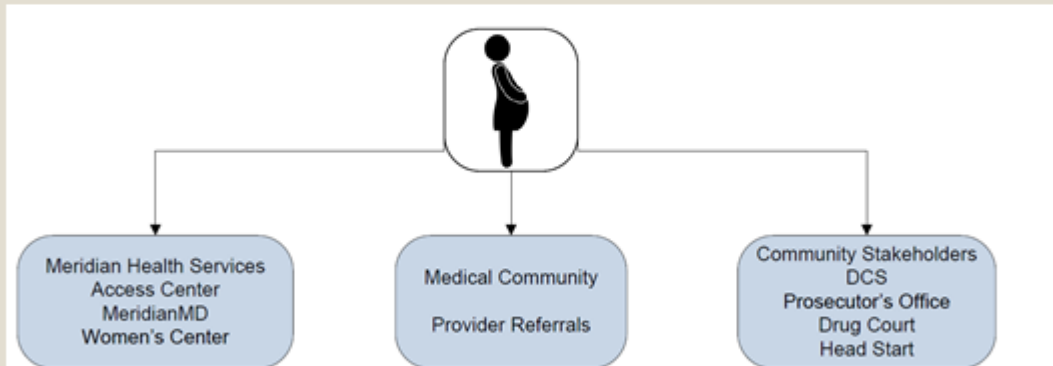 Meridian Health Services
Access Center
MeridianMD
Women's Center
Medical Community
Provider Referrals
Community Stakeholders
DCS
Prosecutor's Office
Drug Court
Head Start